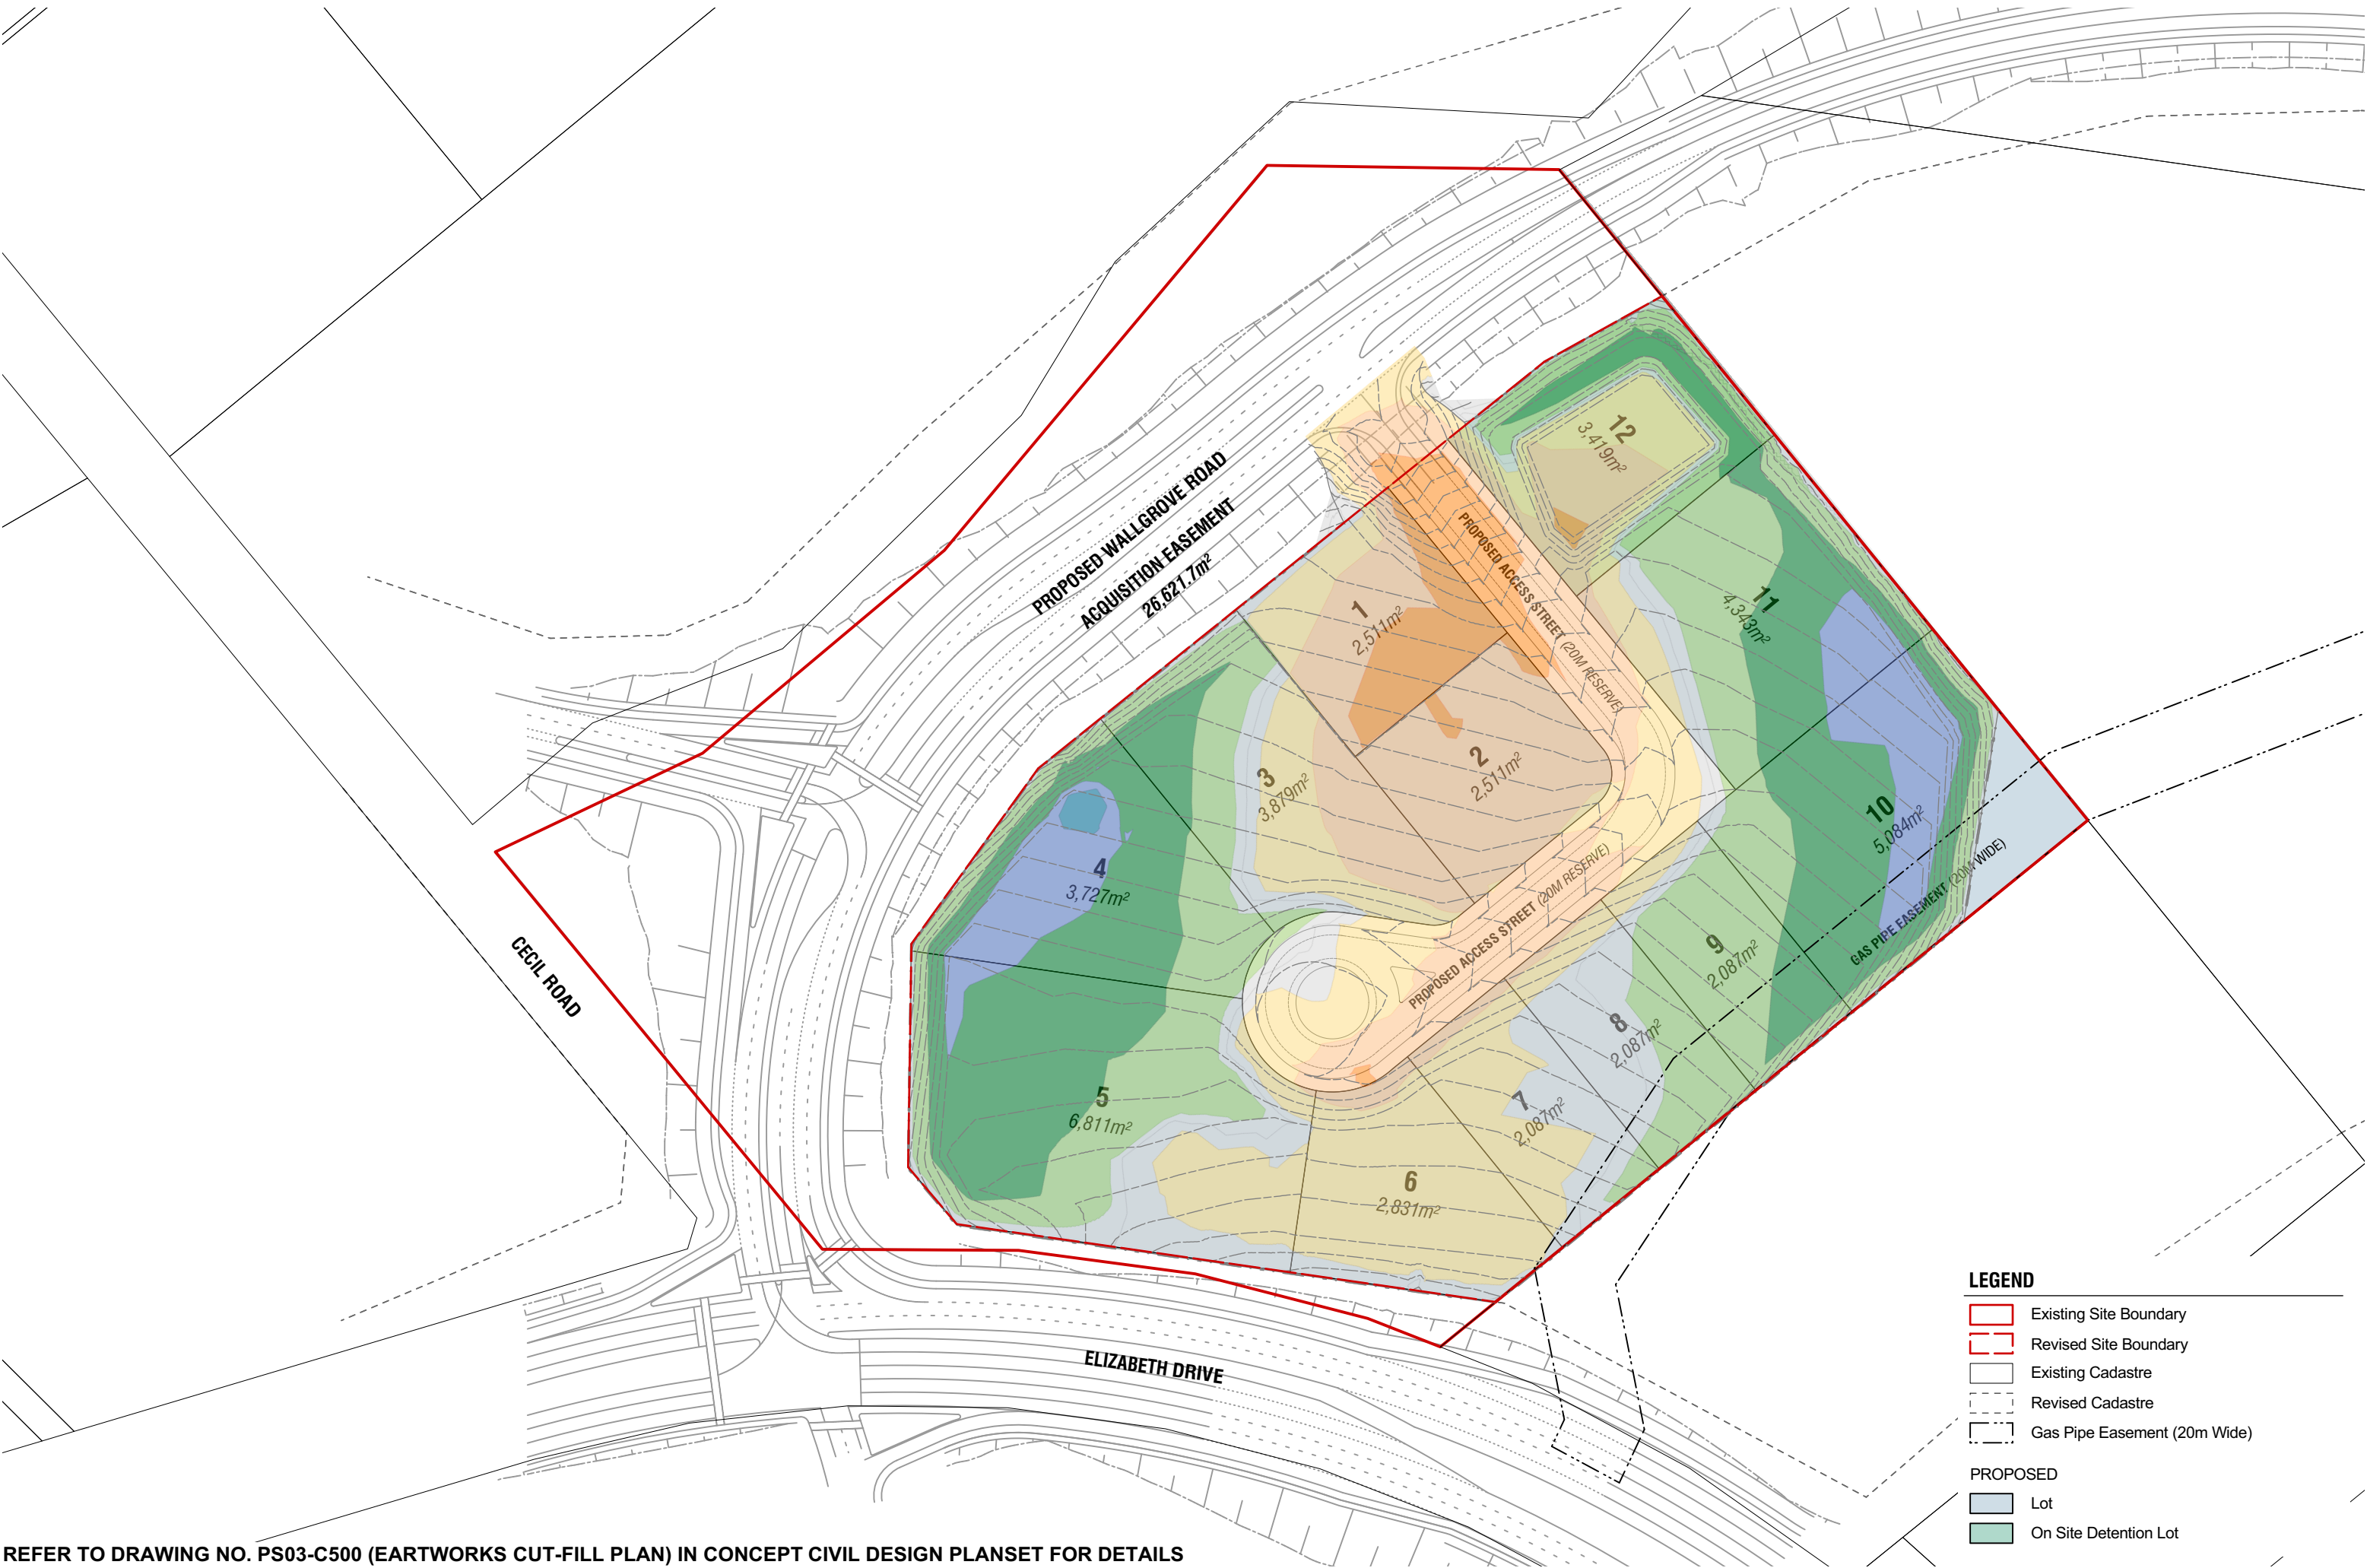 PROPOSED WALLGROVE ROAD
ACQUISITION EASEMENT
26,621.7m²
12
3,419m²
PROPOSED ACCESS STREET (20M RESERVE)
1
2,511m²
11
4,343m²
2
2,511m²
3
3,879m²
10
5,084m²
GAS PIPE EASEMENT (20M WIDE)
4
3,727m²
PROPOSED ACCESS STREET (20M RESERVE)
9
2,087m²
CECIL ROAD
8
2,087m²
5
6,811m²
7
2,087m²
6
2,831m²
ELIZABETH DRIVE
LEGEND
Existing Site Boundary
Revised Site Boundary
Existing Cadastre
Revised Cadastre
Gas Pipe Easement (20m Wide)
PROPOSED
Lot
On Site Detention Lot
REFER TO DRAWING NO. PS03-C500 (EARTWORKS CUT-FILL PLAN) IN CONCEPT CIVIL DESIGN PLANSET FOR DETAILS